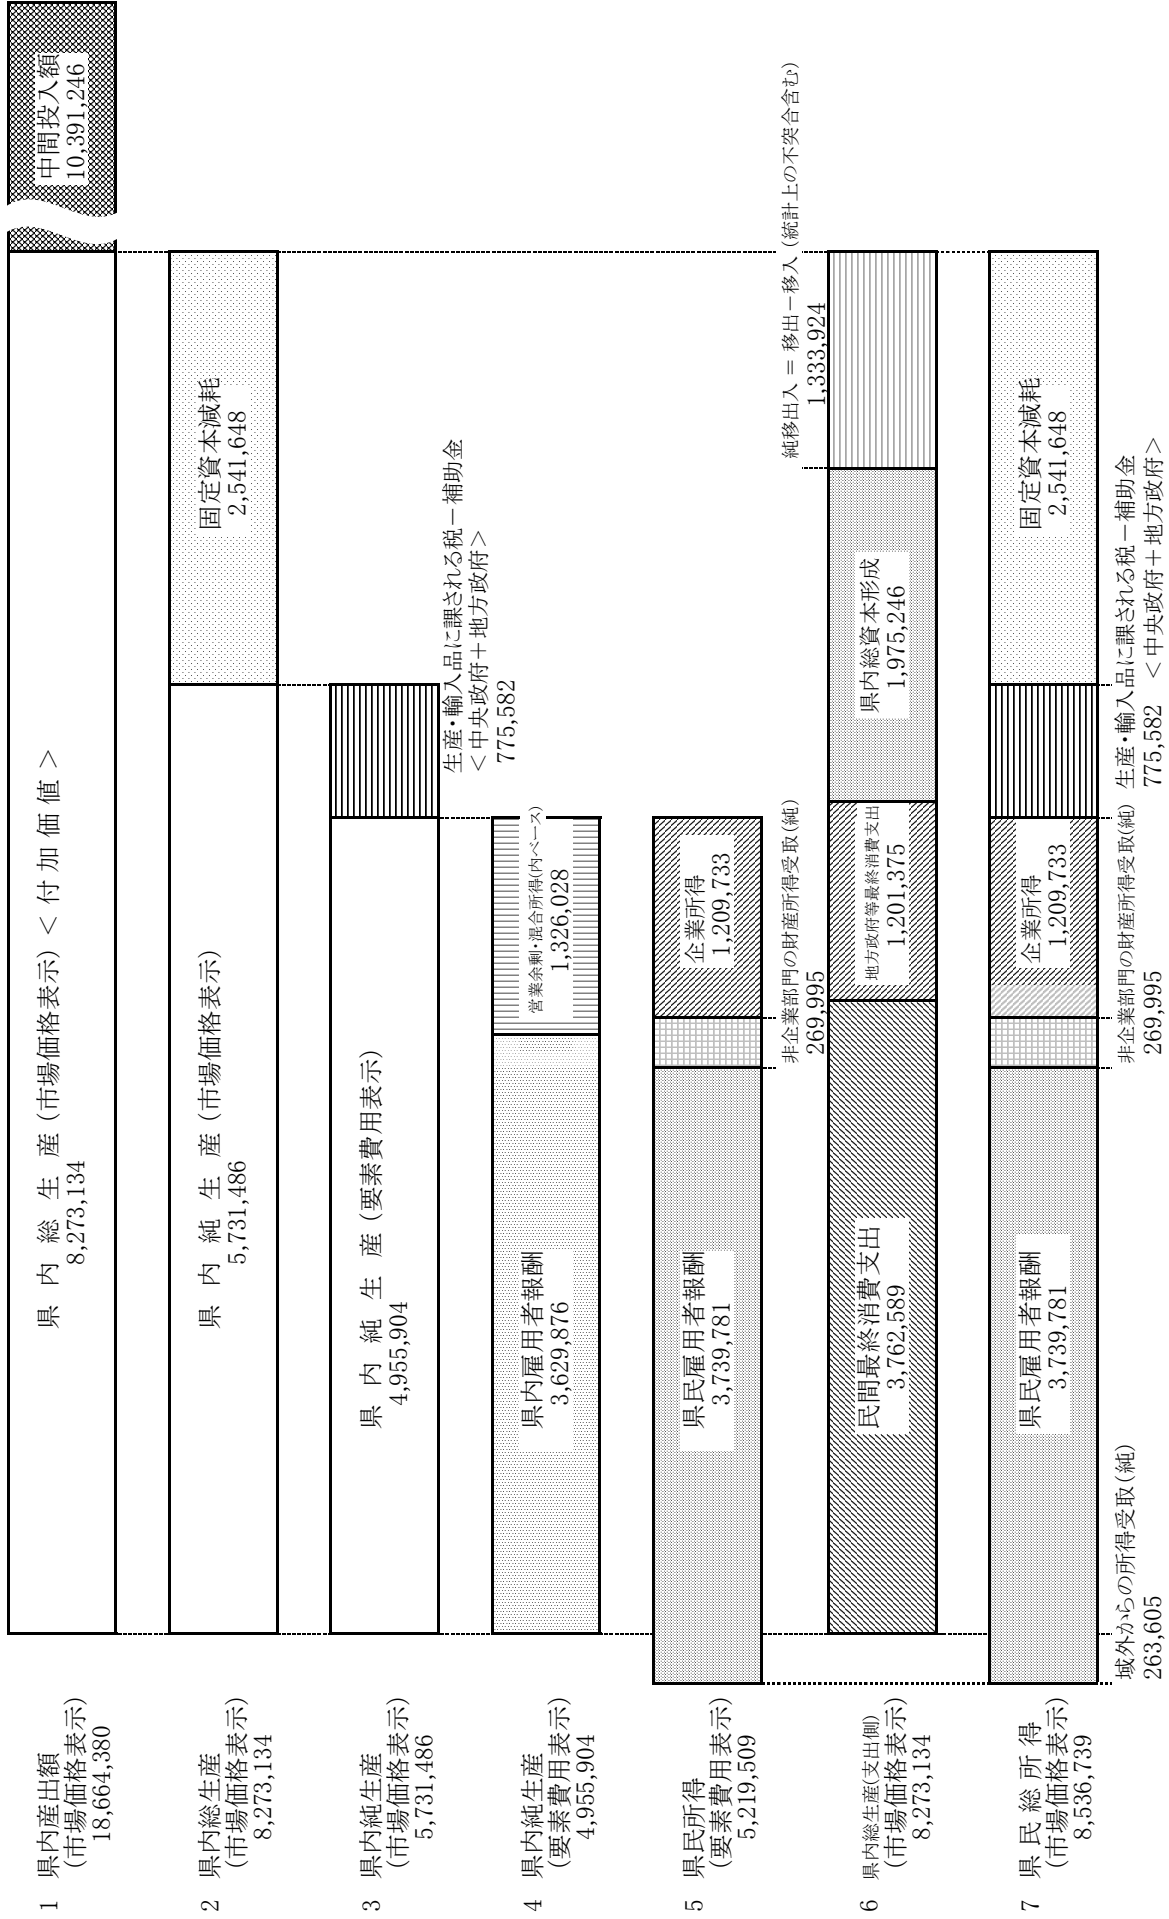 1 県内産出額
(市場価格表示)
18,664,380
県 内 総 生 産 (市場価格表示) < 付 加 価 値 >
8,273,134
中間投入額
10,391,246
2 県内総生産
(市場価格表示)
8,273,134
県 内 純 生 産 (市場価格表示)
5,731,486
固定資本減耗
2,541,648
3 県内純生産
(市場価格表示)
5,731,486
県 内 純 生 産 (要素費用表示)
4,955,904
生産・輸入品に課される税－補助金
<中央政府＋地方政府>
775,582
4 県内純生産
(要素費用表示)
4,955,904
県内雇用者報酬
3,629,876
営業余剰・混合所得(内ベース)
1,326,028
5 県民所得
(要素費用表示)
5,219,509
県民雇用者報酬
3,739,781
企業所得
1,209,733
非企業部門の財産所得受取(純)
269,995
純移出入 ＝ 移出－移入 (統計上の不突合含む)
1,333,924
6 県内総生産(支出側)
(市場価格表示)
8,273,134
民間最終消費支出
3,762,589
地方政府等最終消費支出
1,201,375
県内総資本形成
1,975,246
7 県 民 総 所 得
(市場価格表示)
8,536,739
県民雇用者報酬
3,739,781
企業所得
1,209,733
固定資本減耗
2,541,648
域外からの所得受取(純)
263,605
非企業部門の財産所得受取(純)
269,995
生産・輸入品に課される税－補助金
775,582 <中央政府＋地方政府>